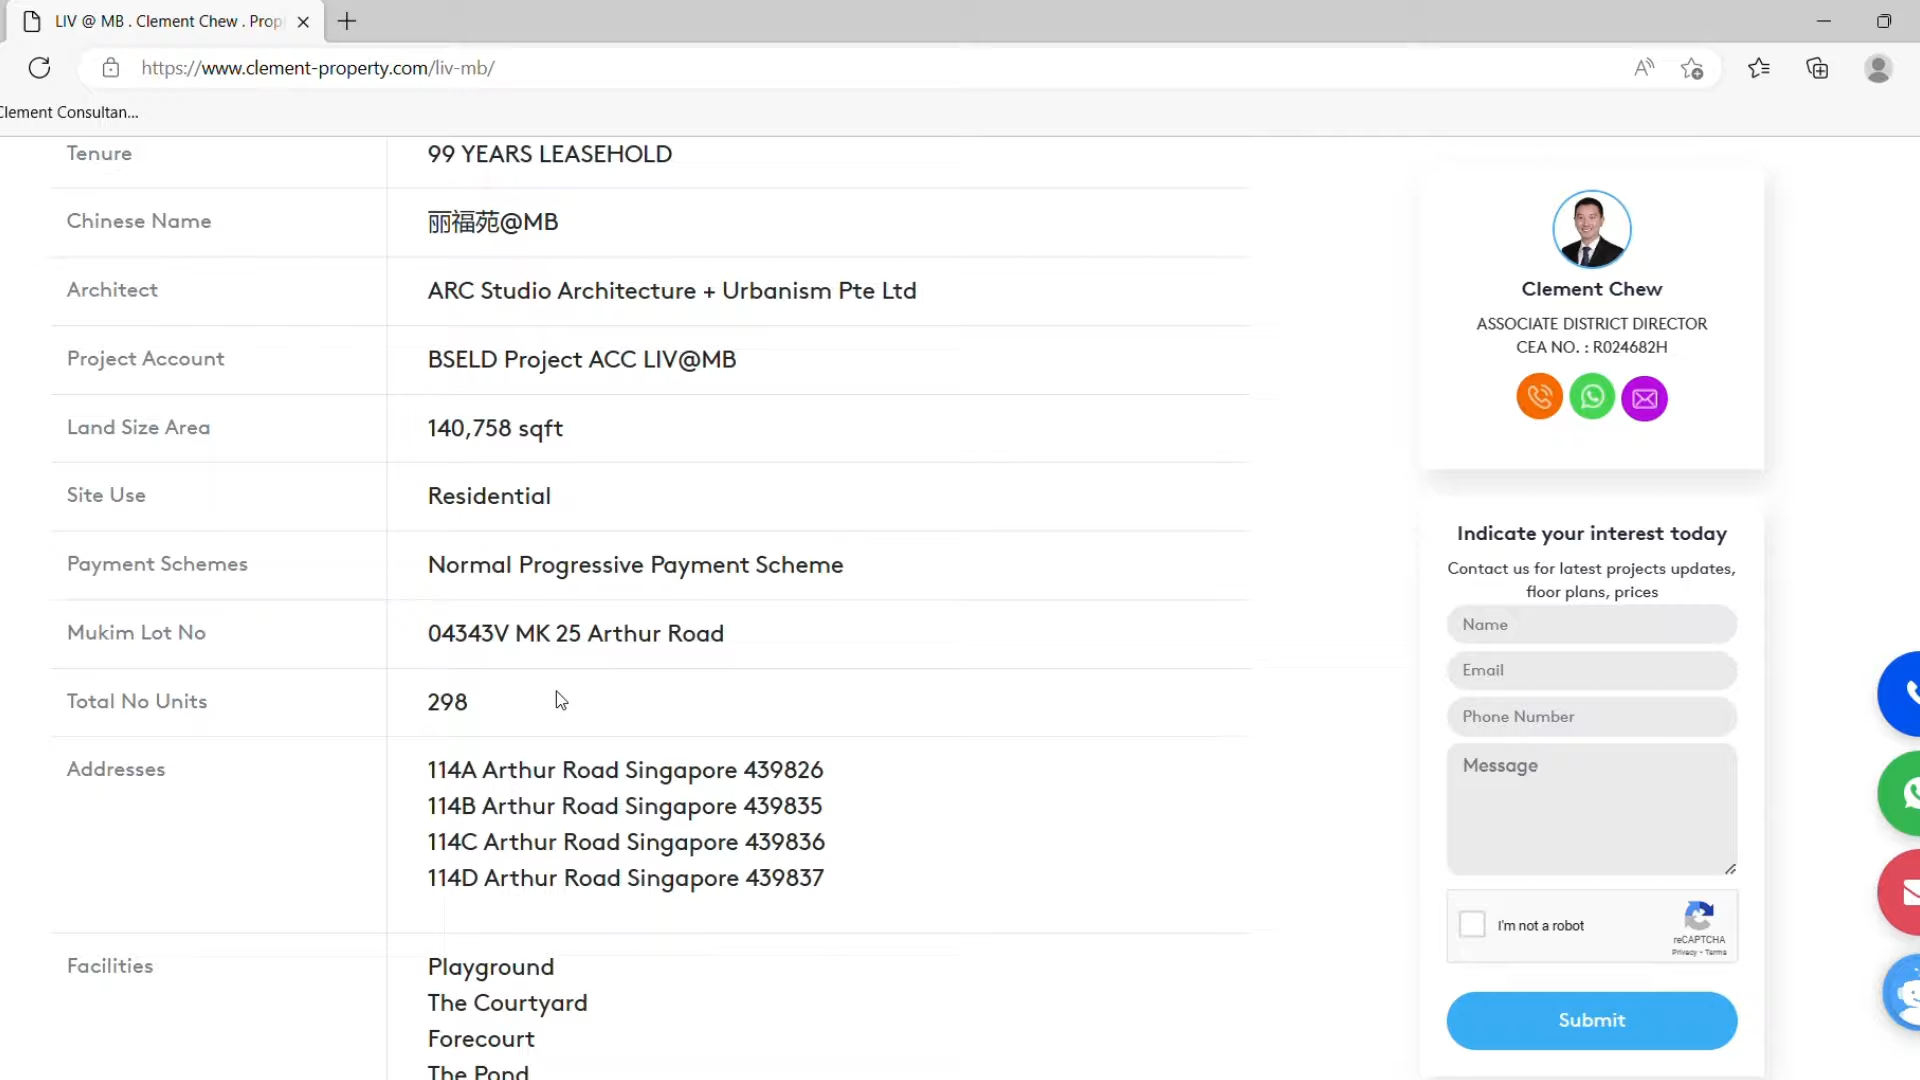 LIV @ MB . Clement Chew . Prop
https://www.clement-property.com/liv-mb/
Clement Consultan...
Tenure
99 YEARS LEASEHOLD
Chinese Name
丽福苑@MB
Architect
ARC Studio Architecture + Urbanism Pte Ltd
Project Account
BSELD Project ACC LIV@MB
Land Size Area
140,758 sqft
Site Use
Residential
Payment Schemes
Normal Progressive Payment Scheme
Mukim Lot No
04343V MK 25 Arthur Road
Total No Units
298
Addresses
114A Arthur Road Singapore 439826
114B Arthur Road Singapore 439835
114C Arthur Road Singapore 439836
114D Arthur Road Singapore 439837
Facilities
Playground
The Courtyard
Forecourt
The Pond
Clement Chew
ASSOCIATE DISTRICT DIRECTOR
CEA NO. : R024682H
Indicate your interest today
Contact us for latest projects updates,
floor plans, prices
Name
Email
Phone Number
Message
I'm not a robot
reCAPTCHA
Privacy - Terms
Submit